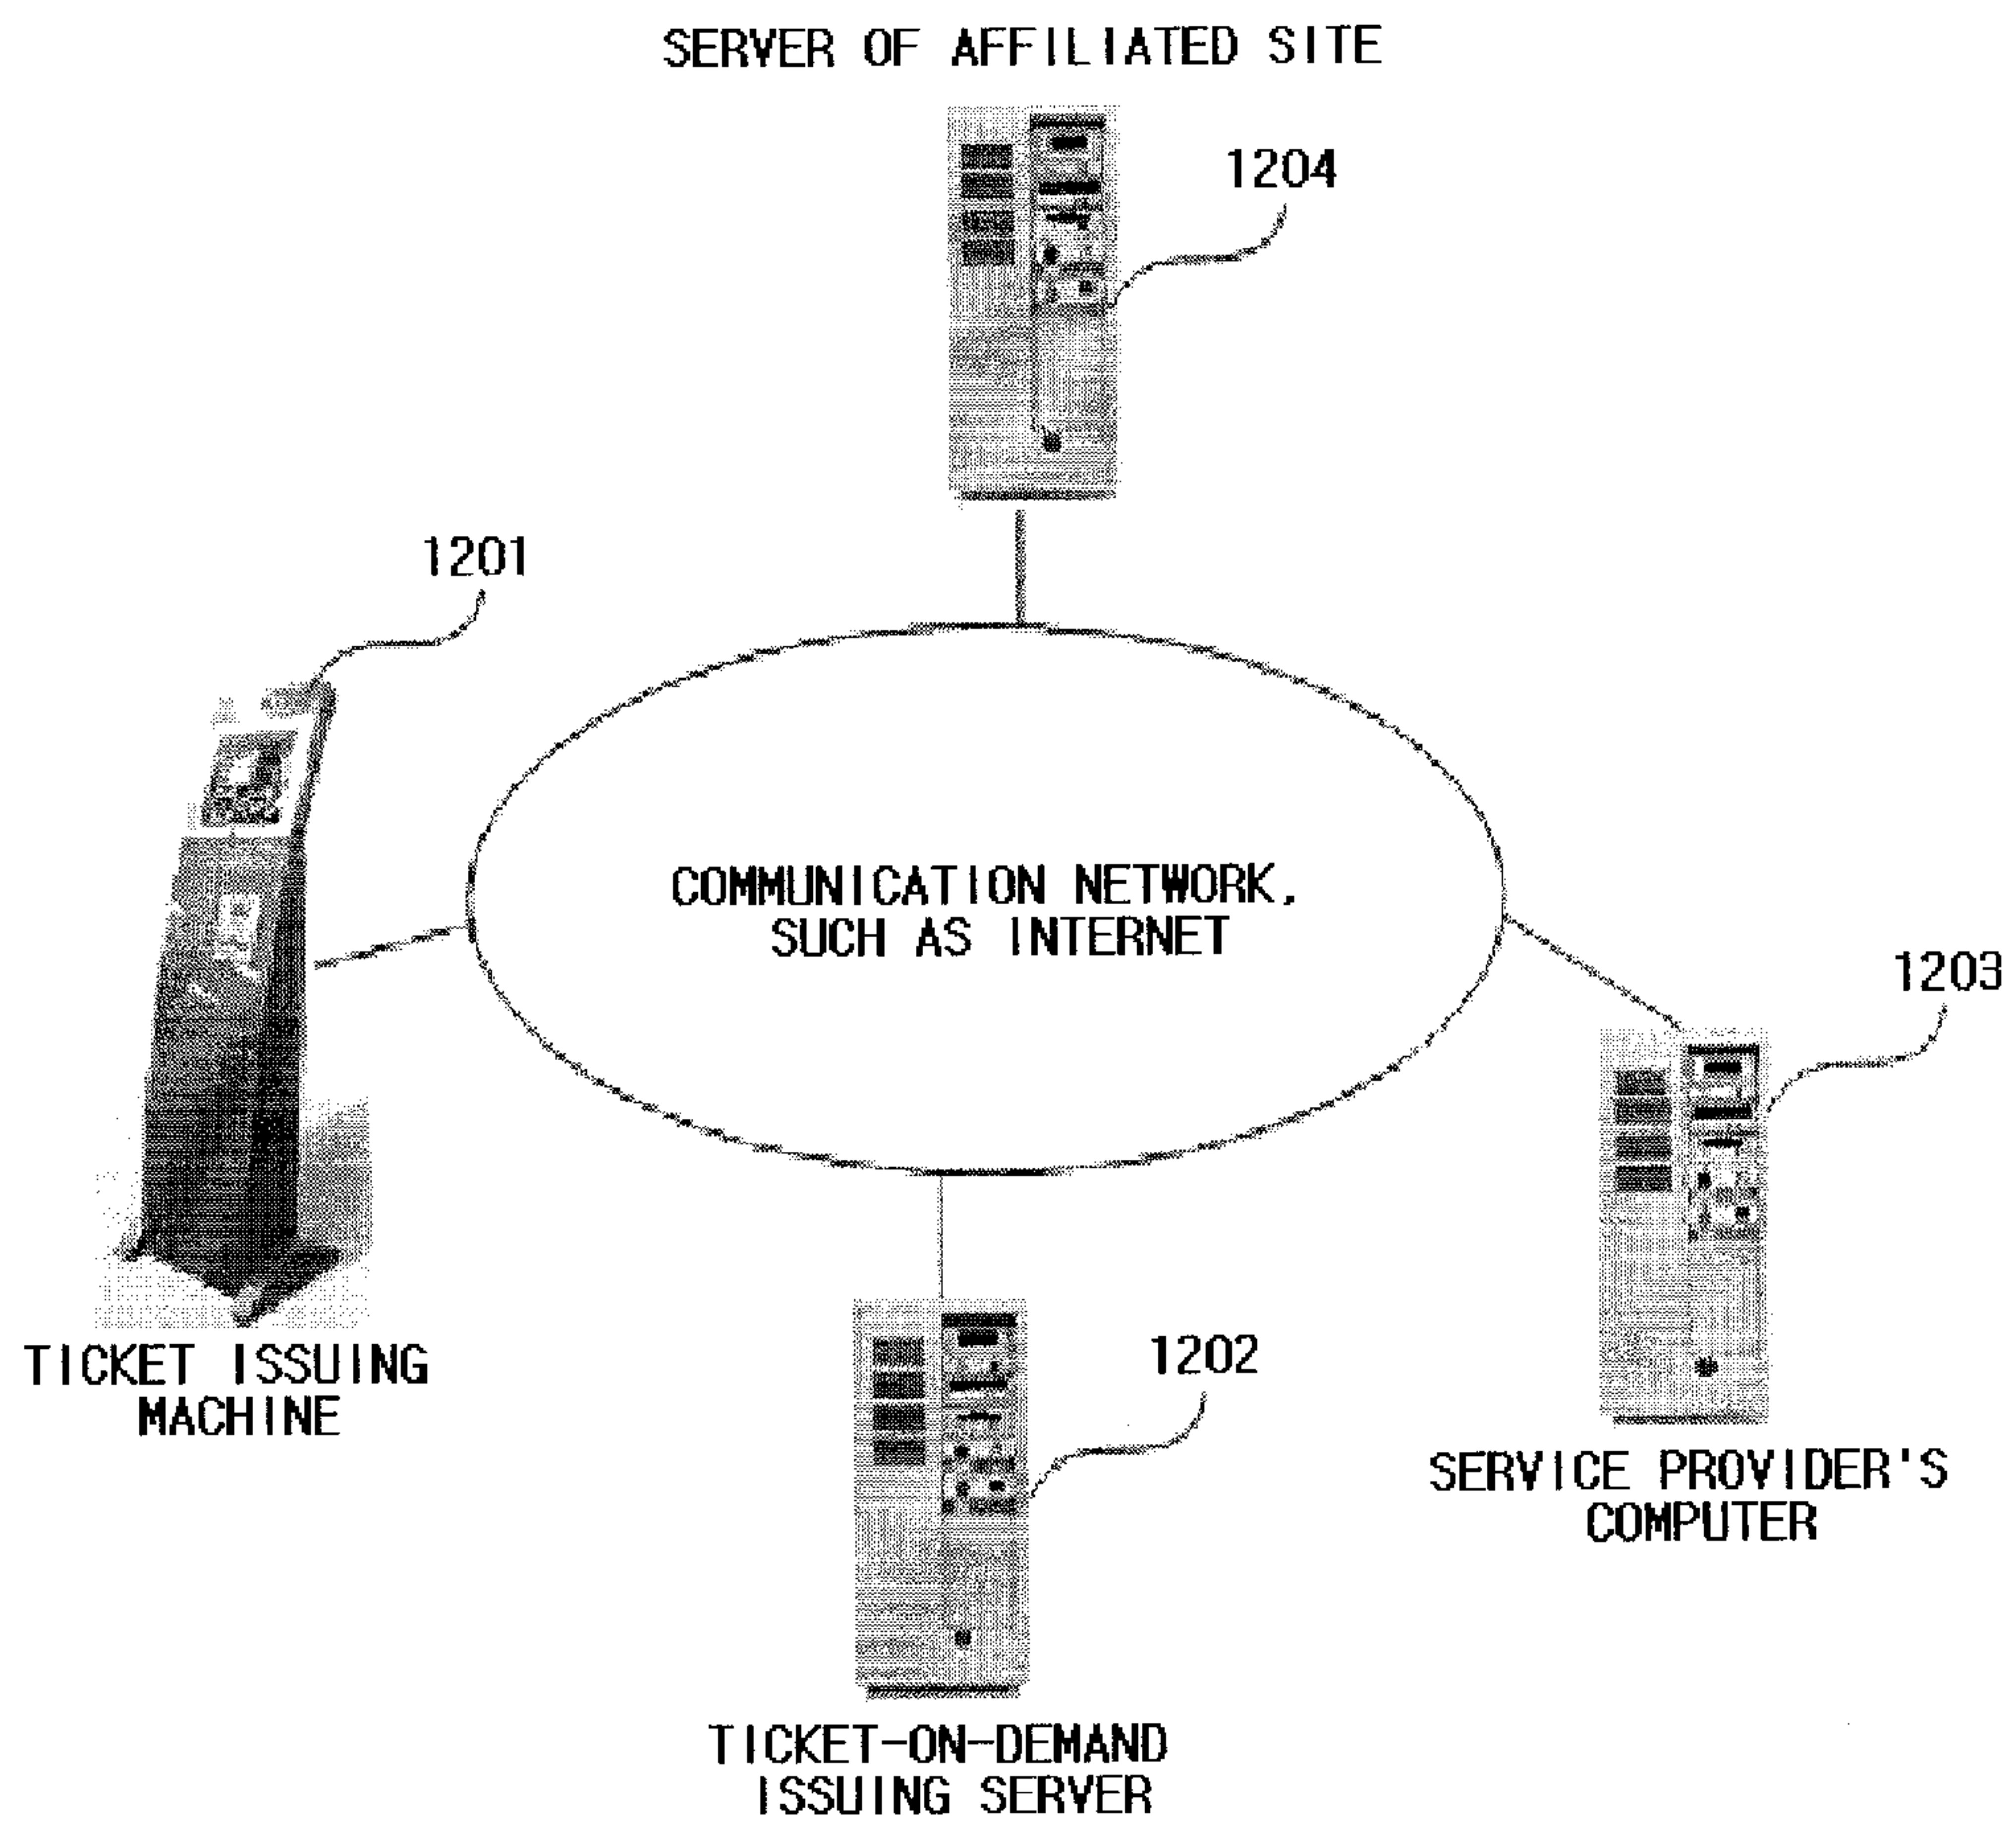 SERVER OF AFFILIATED SITE
1204
1201
COMMUNICATION NETWORK,
SUCH AS INTERNET
1203
TICKET ISSUING
MACHINE
1202
SERVICE PROVIDER'S
COMPUTER
TICKET-ON-DEMAND
ISSUING SERVER